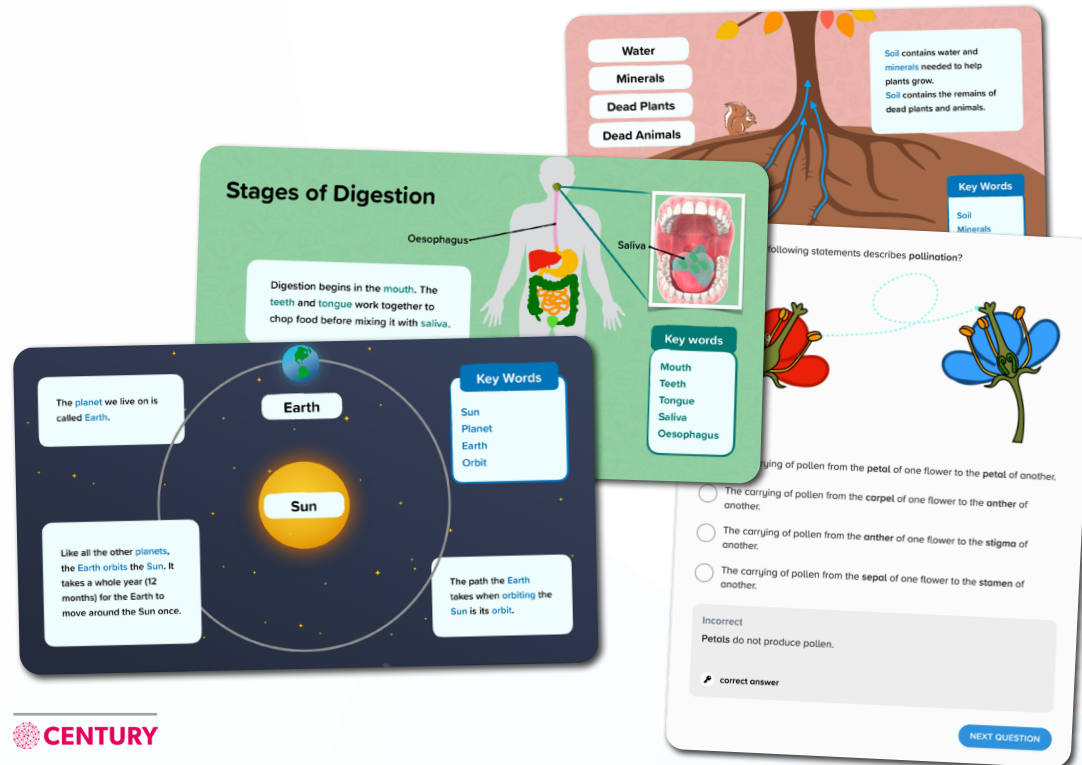 Water
Minerals
Dead Plants
Dead Animals
Soil contains water and
minerals needed to help
plants grow.
Soil contains the remains of
dead plants and animals.
Key Words
Soil
Minerals
Stages of Digestion
Oesophagus
Saliva
Digestion begins in the mouth. The
teeth and tongue work together to
chop food before mixing it with saliva.
Key words
Mouth
Teeth
Tongue
Saliva
Oesophagus
The planet we live on is
called Earth.
Earth
Sun
Key Words
Sun
Planet
Earth
Orbit
Like all the other planets,
the Earth orbits the Sun. It
takes a whole year (12
months) for the Earth to
move around the Sun once.
The path the Earth
takes when orbiting the
Sun is its orbit.
following statements describes pollination?
of pollen from the petal of one flower to the petal of another.
The carrying of pollen from the carpel of one flower to the anther of
another.
The carrying of pollen from the anther of one flower to the stigma of
another.
The carrying of pollen from the sepal of one flower to the stamen of
another.
Incorrect
Petals do not produce pollen.
correct answer
NEXT QUESTION
CENTURY